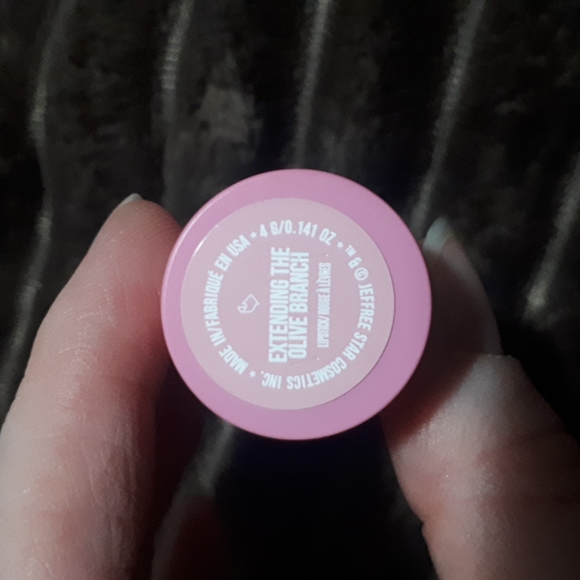 EXTENDING THE
OLIVE BRANCH
LIPSTICK/ROUGE À LÈVRES
™ & © JEFFREE STAR COSMETICS INC. • MADE IN/FABRIQUÉ EN USA • 4 G/0.141 OZ •